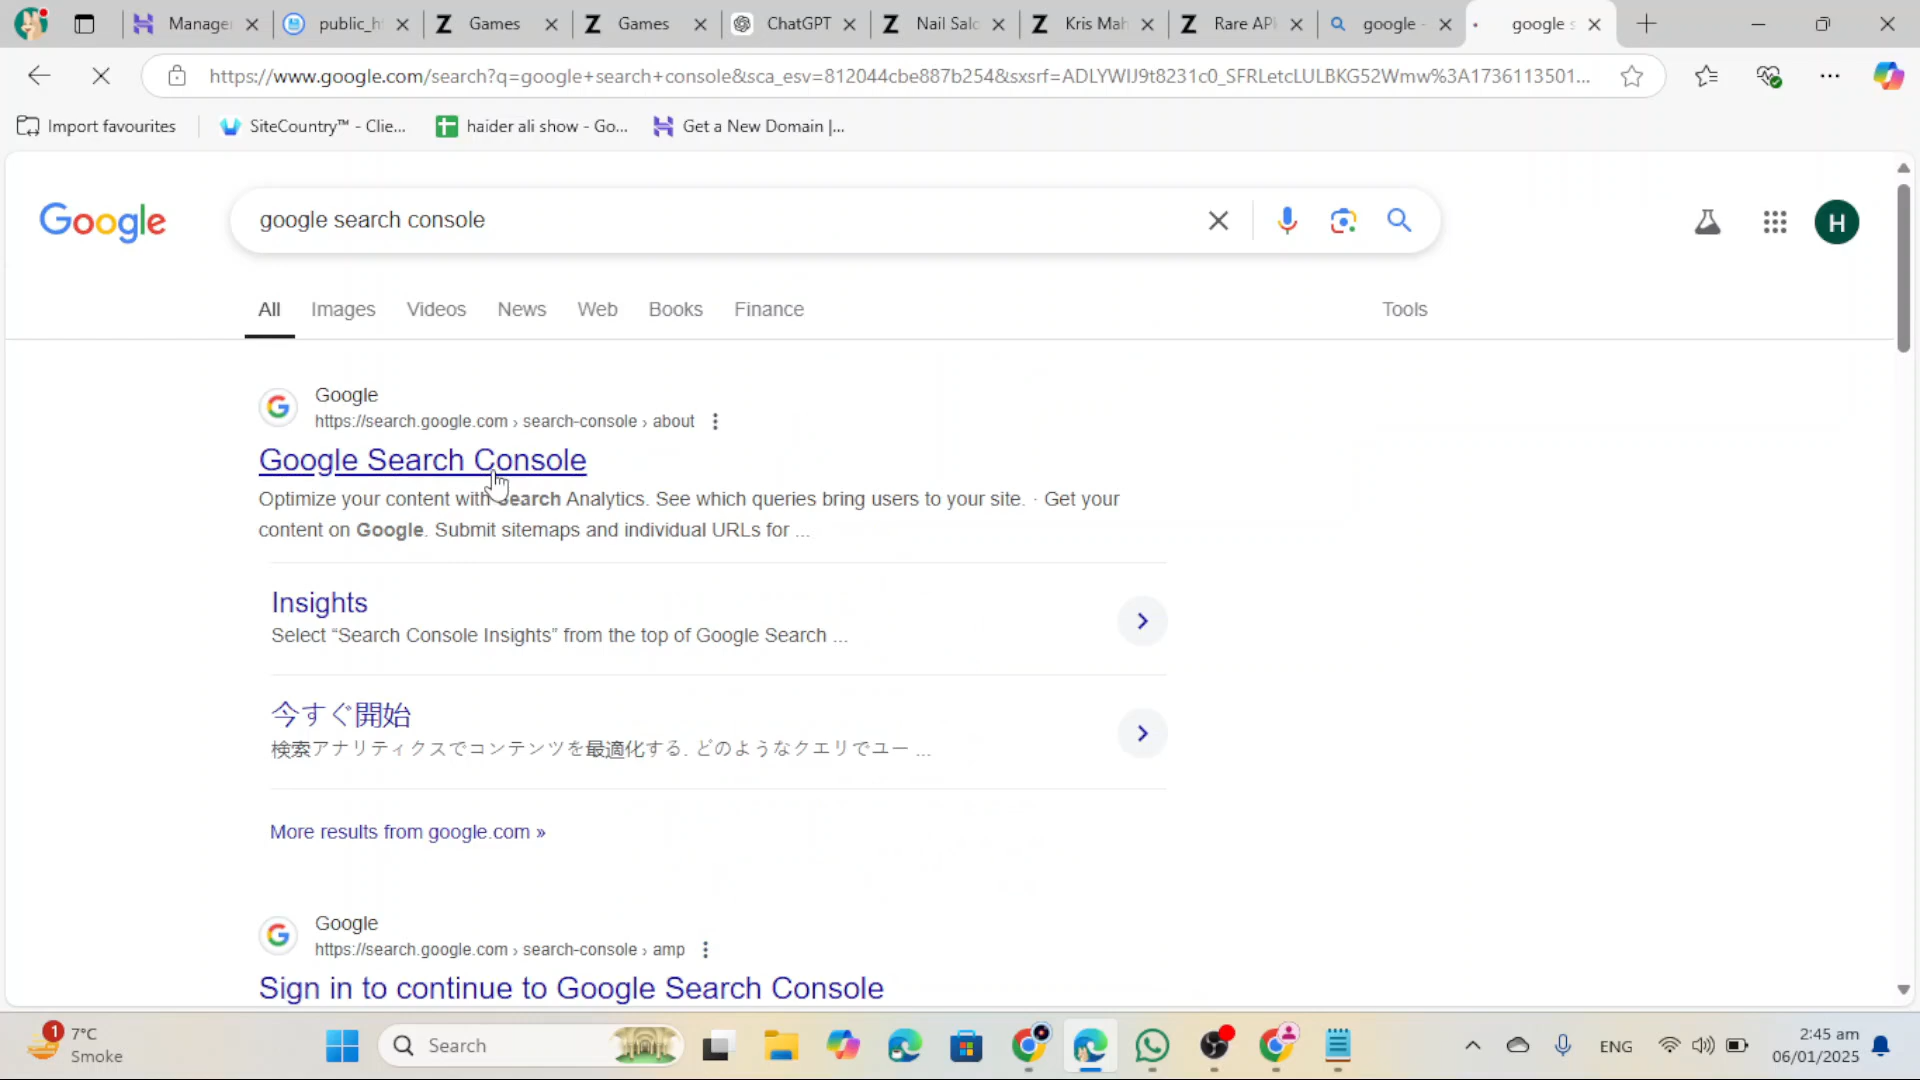 Manage
public_h
Games
Games
ChatGPT
Nail Salo
Kris Mah
Rare API
google -
google s
https://www.google.com/search?q=google+search+console&sca_esv=812044cbe887b254&sxsrf=ADLYWIJ9t8231c0_SFRLetcLULBKG52Wmw%3A1736113501...
Import favourites
SiteCountry™ - Clie...
haider ali show - Go...
Get a New Domain |...
Google
google search console
H
All
Images
Videos
News
Web
Books
Finance
Tools
Google
https://search.google.com › search-console › about
Google Search Console
Optimize your content with Search Analytics. See which queries bring users to your site. · Get your
content on Google. Submit sitemaps and individual URLs for ...
Insights
Select “Search Console Insights” from the top of Google Search ...
今すぐ開始
検索アナリティクスでコンテンツを最適化する. どのようなクエリでユー ...
More results from google.com »
Google
https://search.google.com › search-console › amp
Sign in to continue to Google Search Console
1
7°C
Smoke
Search
ENG
2:45 am
06/01/2025